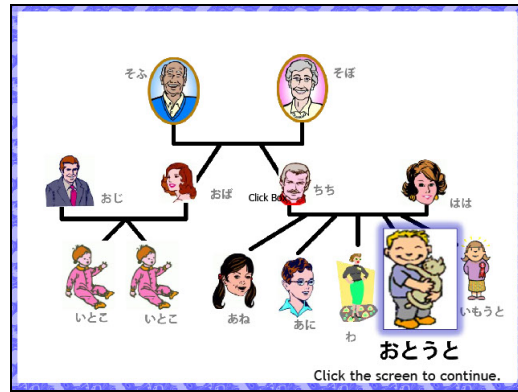 そふ
そぼ
おじ
おば
Click Bo
ちち
はは
いとこ
いとこ
あね
あに
わ
いもうと
おとうと
Click the screen to continue.